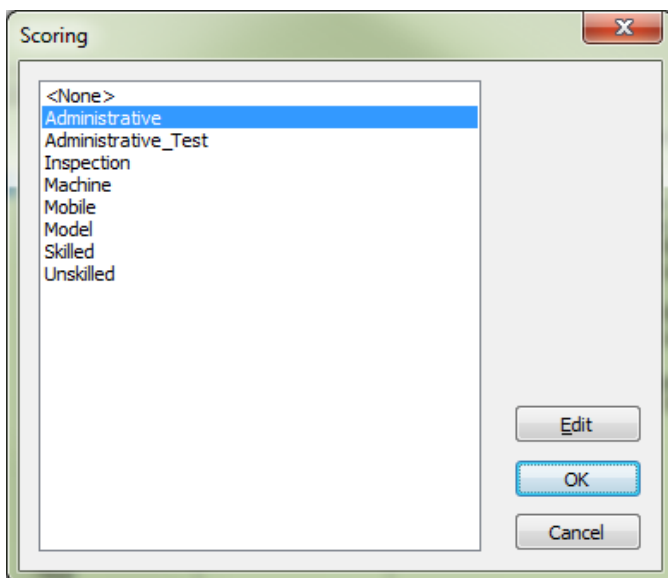 Scoring
<None>
Administrative
Administrative_Test
Inspection
Machine
Mobile
Model
Skilled
Unskilled
Edit
OK
Cancel